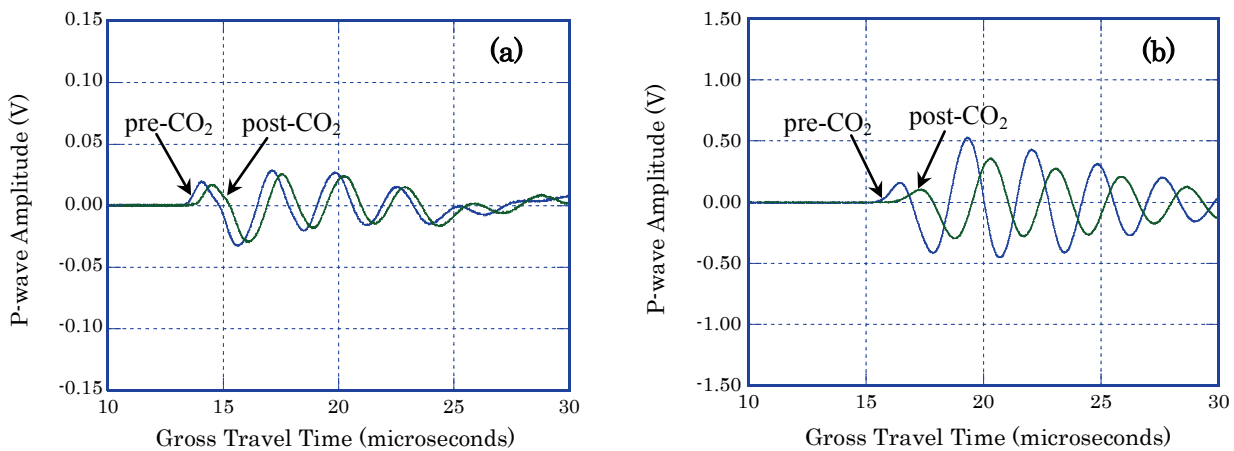 0.15
0.10
0.05
0.00
-0.05
-0.10
-0.15
P-wave Amplitude (V)
(a)
pre-CO₂
post-CO₂
10
15
20
25
30
Gross Travel Time (microseconds)
1.50
1.00
0.50
0.00
-0.50
-1.00
-1.50
P-wave Amplitude (V)
(b)
pre-CO₂
post-CO₂
10
15
20
25
30
Gross Travel Time (microseconds)